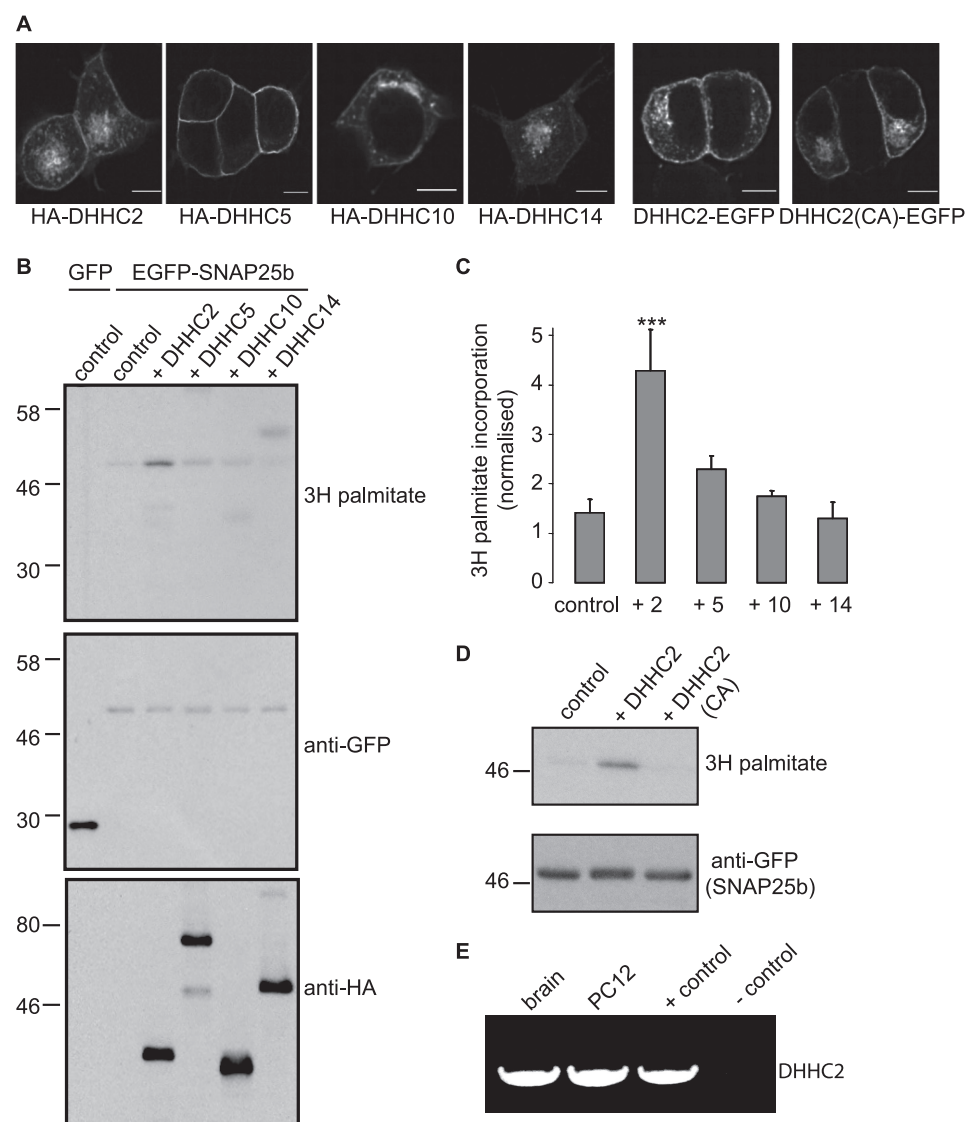 A
HA-DHHC2 HA-DHHC5 HA-DHHC10 HA-DHHC14 DHHC2-EGFP DHHC2(CA)-EGFP
B
GFP EGFP-SNAP25b
control control + DHHC2 + DHHC5 + DHHC10 + DHHC14
58
46
30
3H palmitate
58
46
30
anti-GFP
80
46
anti-HA
C
3H palmitate incorporation
(normalised)
5
4
3
2
1
0
***
control + 2 + 5 + 10 + 14
D
control + DHHC2 + DHHC2
(CA)
46
3H palmitate
46
anti-GFP
(SNAP25b)
E
brain PC12 + control - control
DHHC2